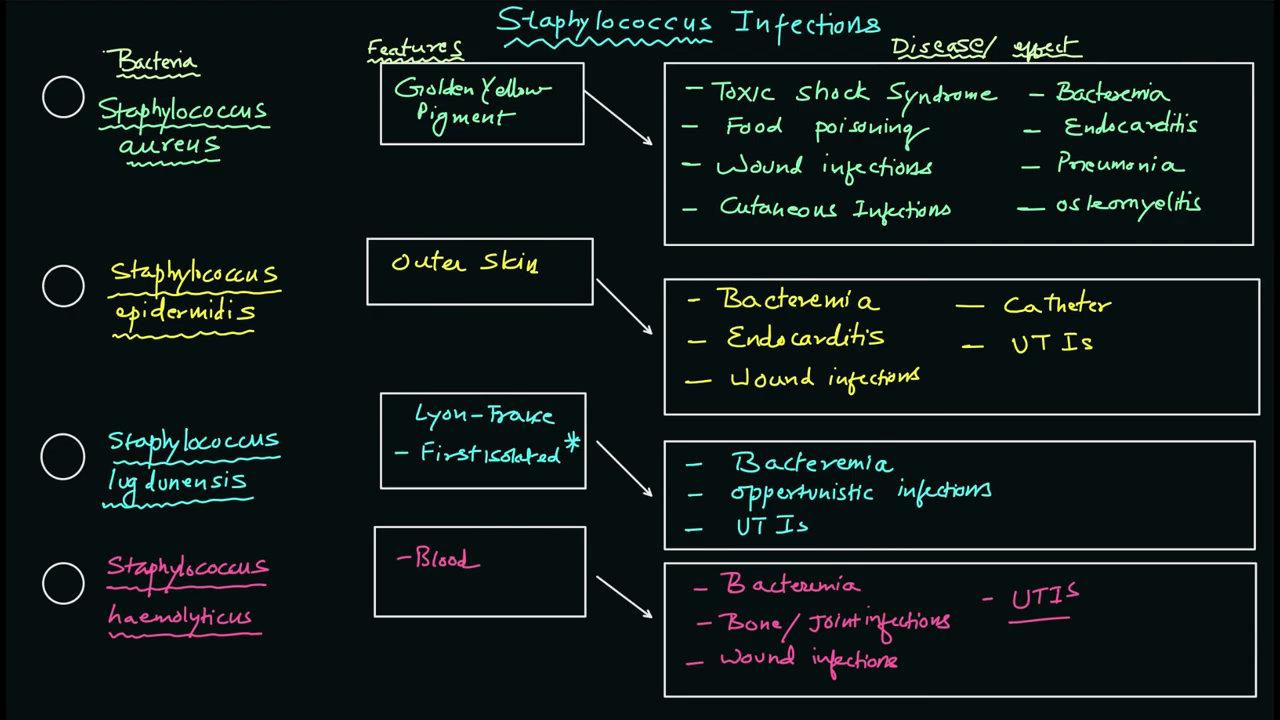 Staphylococcus Infections
Bacteria
Features
Disease/ effect
Staphylococcus
aureus
Golden Yellow
Pigment
- Toxic shock Syndrome
- Food poisoning
- Wound infections
- Cutaneous Infections
- Bacteremia
- Endocarditis
- Pneumonia
- osteomyelitis
Staphylococcus
epidermidis
Outer Skin
- Bacteremia
- Endocarditis
- Wound infections
- Catheter
- UTIs
Staphylococcus
lugdunensis
Lyon-France
- First isolated *
- Bacteremia
- opportunistic infections
- UTIs
Staphylococcus
haemolyticus
- Blood
- Bacteremia
- Bone/Joint infections
- Wound infections
- UTIs